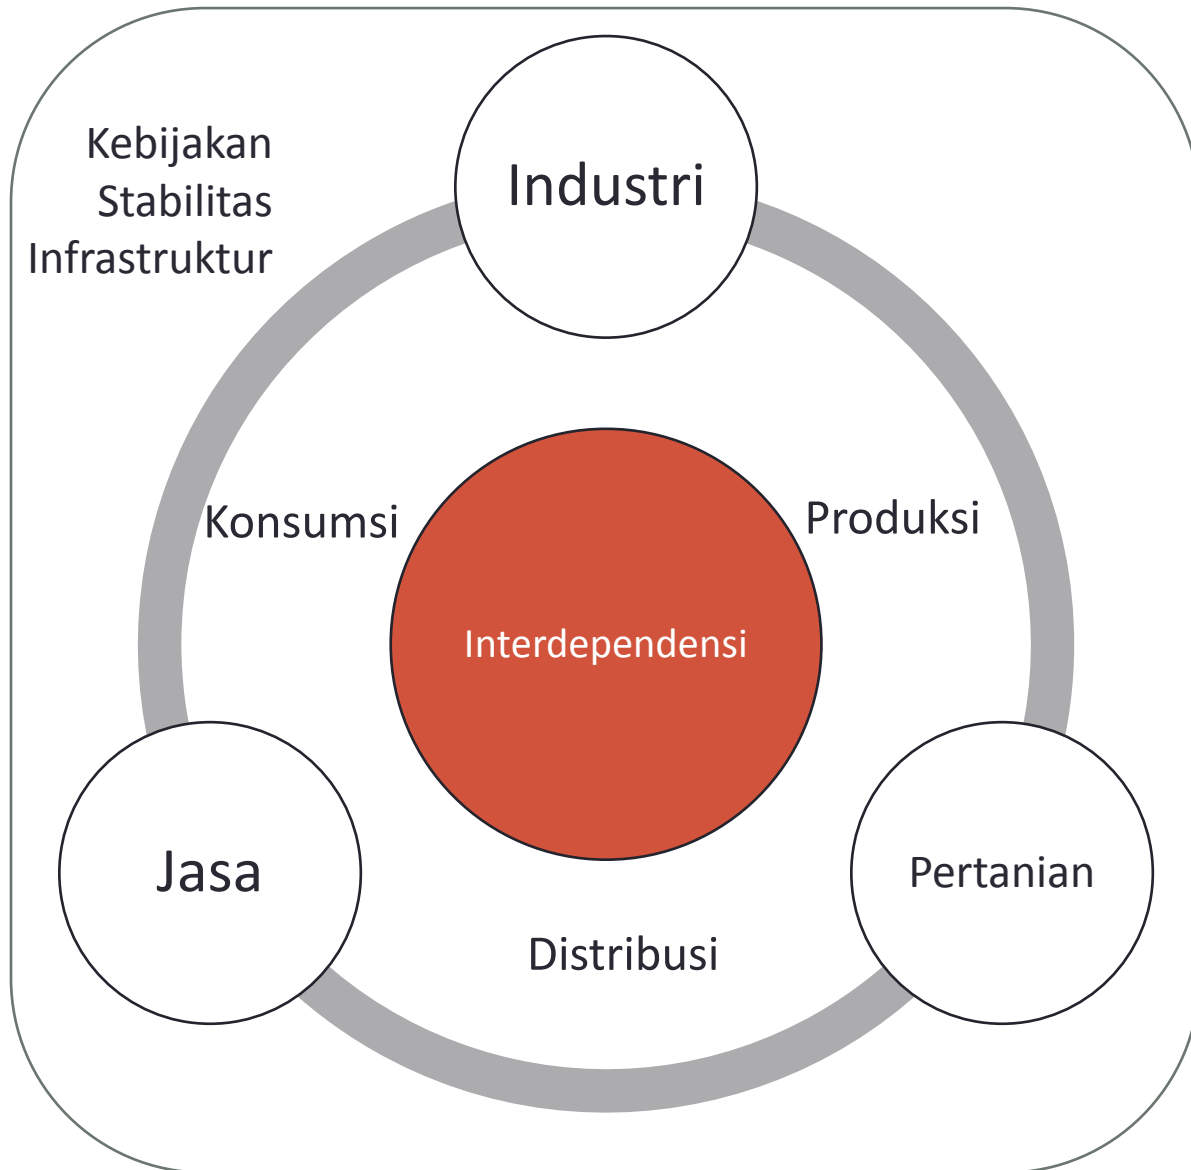 Kebijakan
Stabilitas
Infrastruktur
Industri
Konsumsi
Produksi
Interdependensi
Jasa
Pertanian
Distribusi